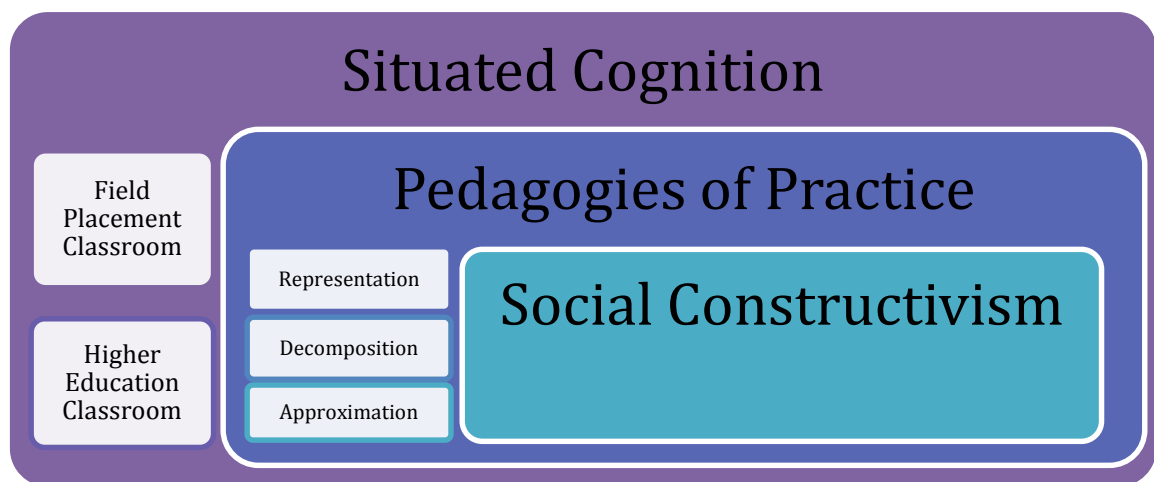 Situated Cognition
Field
Placement
Classroom
Higher
Education
Classroom
Pedagogies of Practice
Representation
Decomposition
Approximation
Social Constructivism